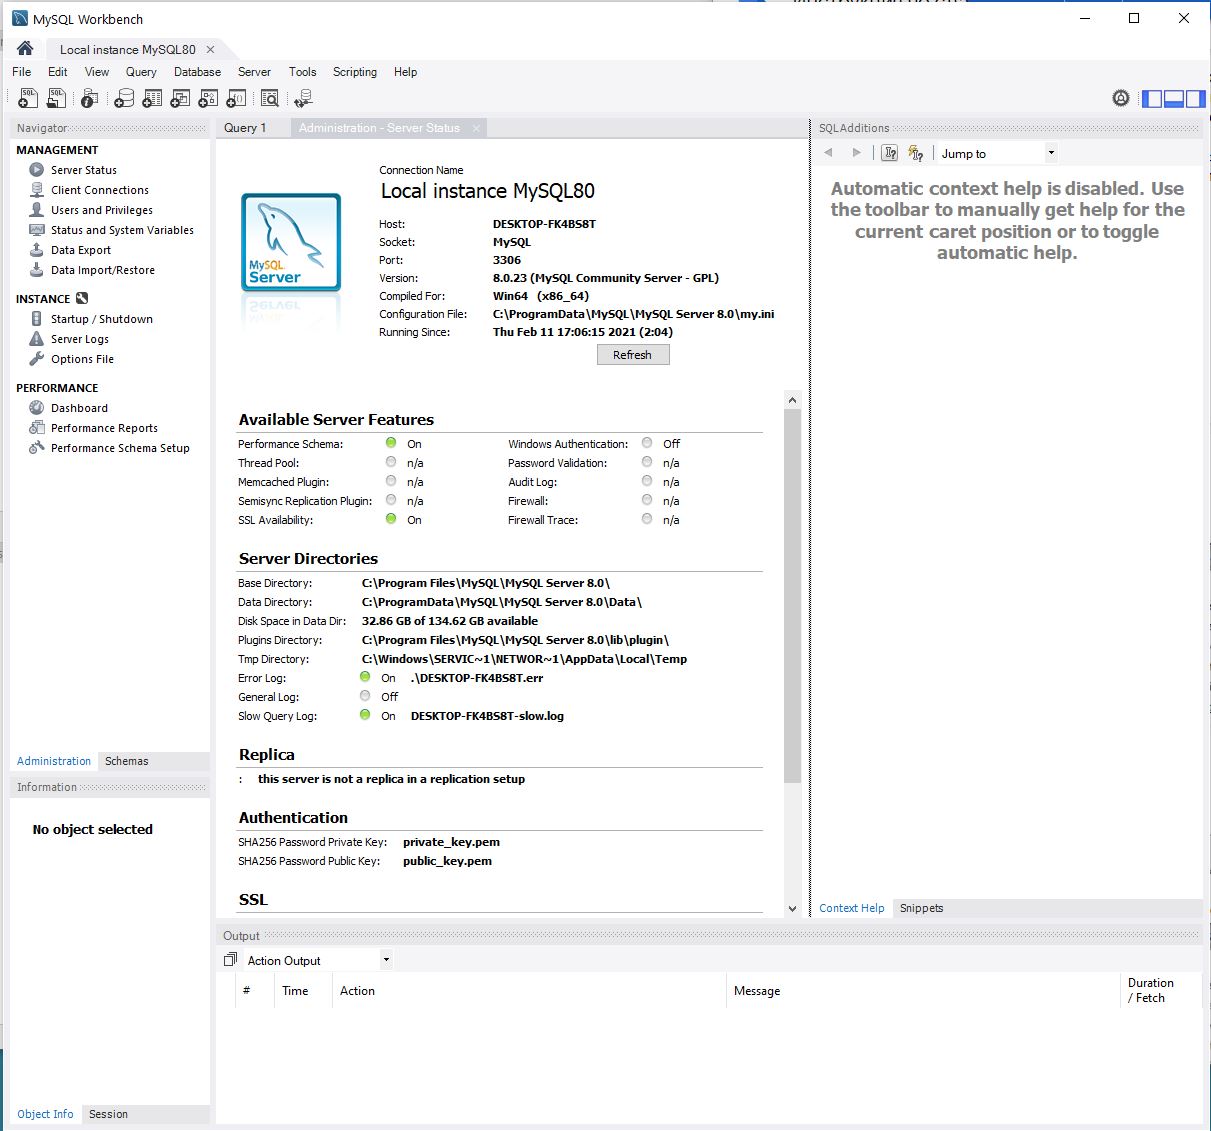 MySQL Workbench
Local instance MySQL80
File Edit View Query Database Server Tools Scripting Help
Navigator
MANAGEMENT
Server Status
Client Connections
Users and Privileges
Status and System Variables
Data Export
Data Import/Restore
INSTANCE
Startup / Shutdown
Server Logs
Options File
PERFORMANCE
Dashboard
Performance Reports
Performance Schema Setup
Administration Schemas
Information
No object selected
Object Info Session
Query 1 Administration - Server Status
MySQL
Server
Connection Name
Local instance MySQL80
Host: DESKTOP-FK4BS8T
Socket: MySQL
Port: 3306
Version: 8.0.23 (MySQL Community Server - GPL)
Compiled For: Win64 (x86_64)
Configuration File: C:\ProgramData\MySQL\MySQL Server 8.0\my.ini
Running Since: Thu Feb 11 17:06:15 2021 (2:04)
Refresh
Available Server Features
Performance Schema: On Windows Authentication: Off
Thread Pool: n/a Password Validation: n/a
Memcached Plugin: n/a Audit Log: n/a
Semisync Replication Plugin: n/a Firewall: n/a
SSL Availability: On Firewall Trace: n/a
Server Directories
Base Directory: C:\Program Files\MySQL\MySQL Server 8.0\
Data Directory: C:\ProgramData\MySQL\MySQL Server 8.0\Data\
Disk Space in Data Dir: 32.86 GB of 134.62 GB available
Plugins Directory: C:\Program Files\MySQL\MySQL Server 8.0\lib\plugin\
Tmp Directory: C:\Windows\SERVIC~1\NETWOR~1\AppData\Local\Temp
Error Log: On .\DESKTOP-FK4BS8T.err
General Log: Off
Slow Query Log: On DESKTOP-FK4BS8T-slow.log
Replica
: this server is not a replica in a replication setup
Authentication
SHA256 Password Private Key: private_key.pem
SHA256 Password Public Key: public_key.pem
SSL
SQLAdditions
Jump to
Automatic context help is disabled. Use
the toolbar to manually get help for the
current caret position or to toggle
automatic help.
Context Help Snippets
Output
Action Output
# Time Action Message Duration
/ Fetch